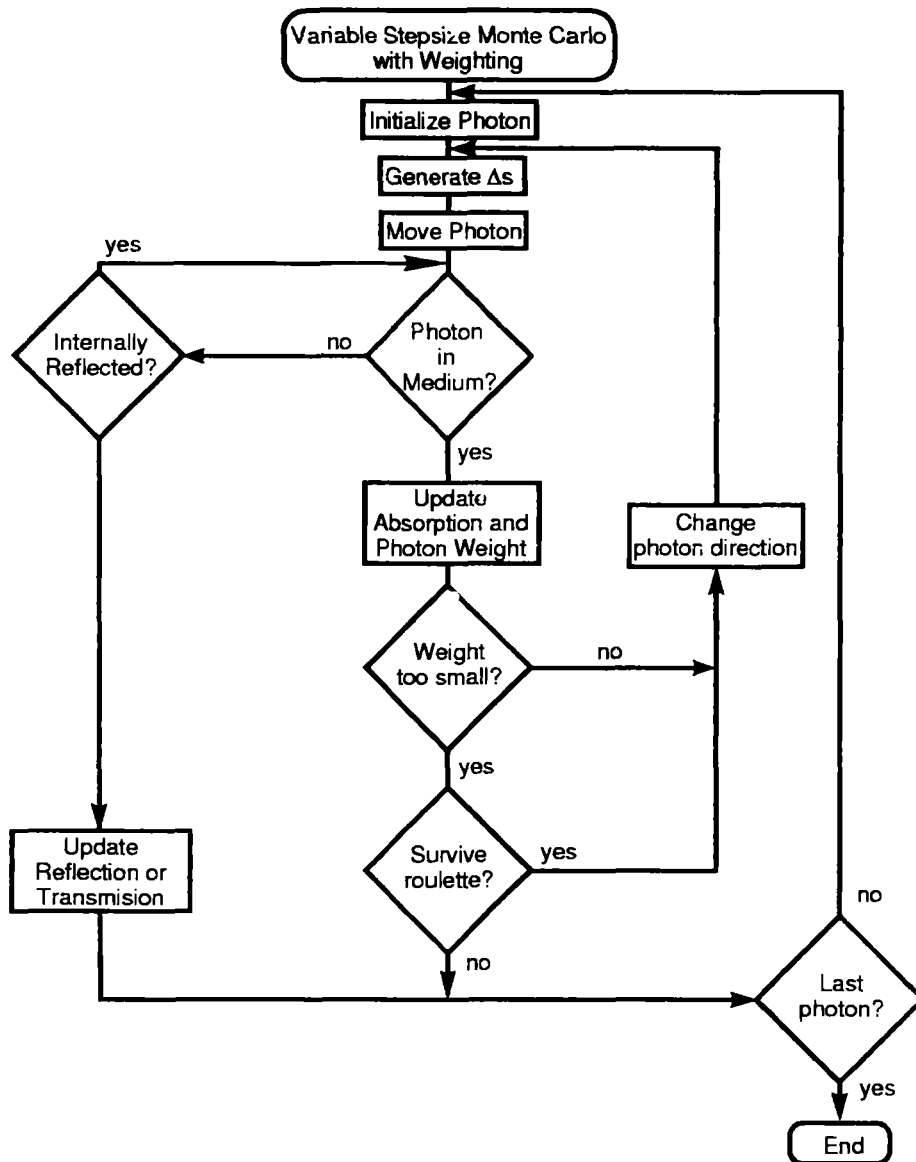 Variable Stepsize Monte Carlo
with Weighting
Initialize Photon
Generate Δs
Move Photon
yes
Internally
Reflected?
no
Photon
in
Medium?
yes
Update
Absorption and
Photon Weight
Change
photon direction
Weight
too small?
no
yes
Update
Reflection or
Transmision
Survive
roulette?
yes
no
no
Last
photon?
yes
End